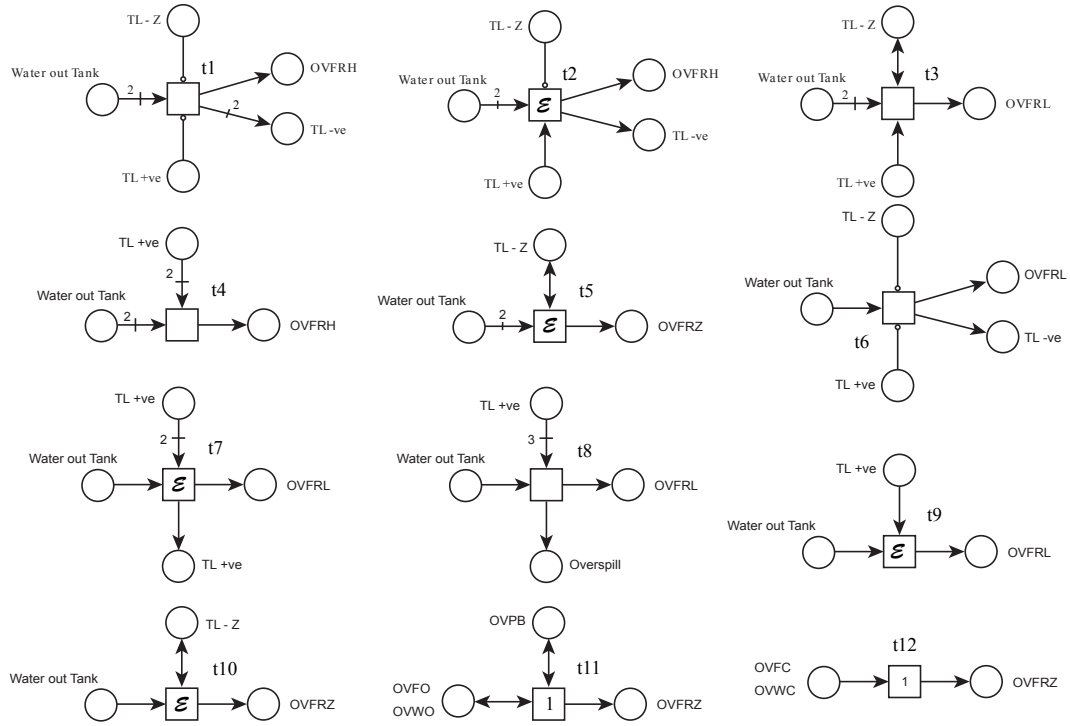 TL - Z
t1
Water out Tank
2
OVFRH
2
TL -ve
TL +ve
TL - Z
t2
Water out Tank
2
ε
OVFRH
TL -ve
TL +ve
TL - Z
t3
Water out Tank
2
OVFRL
TL +ve
TL +ve
2
t4
Water out Tank
2
OVFRH
TL - Z
t5
Water out Tank
2
ε
OVFRZ
TL - Z
Water out Tank
OVFRL
t6
TL -ve
TL +ve
TL +ve
2
t7
Water out Tank
ε
OVFRL
TL +ve
TL +ve
3
t8
Water out Tank
OVFRL
Overspill
TL +ve
t9
Water out Tank
ε
OVFRL
TL - Z
t10
Water out Tank
ε
OVFRZ
OVPB
t11
OVFO
OVWO
1
OVFRZ
t12
OVFC
OVWC
1
OVFRZ